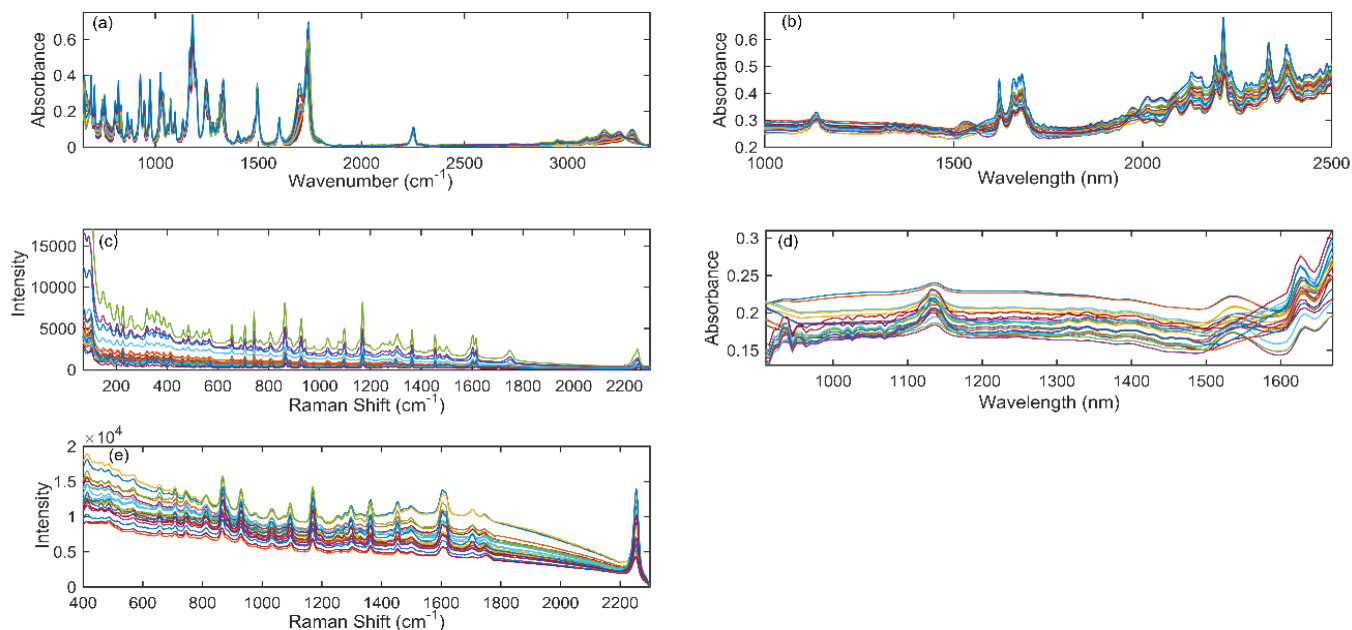 (a)
Absorbance
0.6
0.4
0.2
0
1000 1500 2000 2500 3000
Wavenumber (cm-1)
(b)
Absorbance
0.6
0.5
0.4
0.3
0.2
1000 1500 2000 2500
Wavelength (nm)
(c)
Intensity
15000
10000
5000
0
200 400 600 800 1000 1200 1400 1600 1800 2000 2200
Raman Shift (cm-1)
(d)
Absorbance
0.3
0.25
0.2
0.15
1000 1100 1200 1300 1400 1500 1600
Wavelength (nm)
(e)
× 10⁴
Intensity
2
1.5
1
0.5
0
400 600 800 1000 1200 1400 1600 1800 2000 2200
Raman Shift (cm-1)